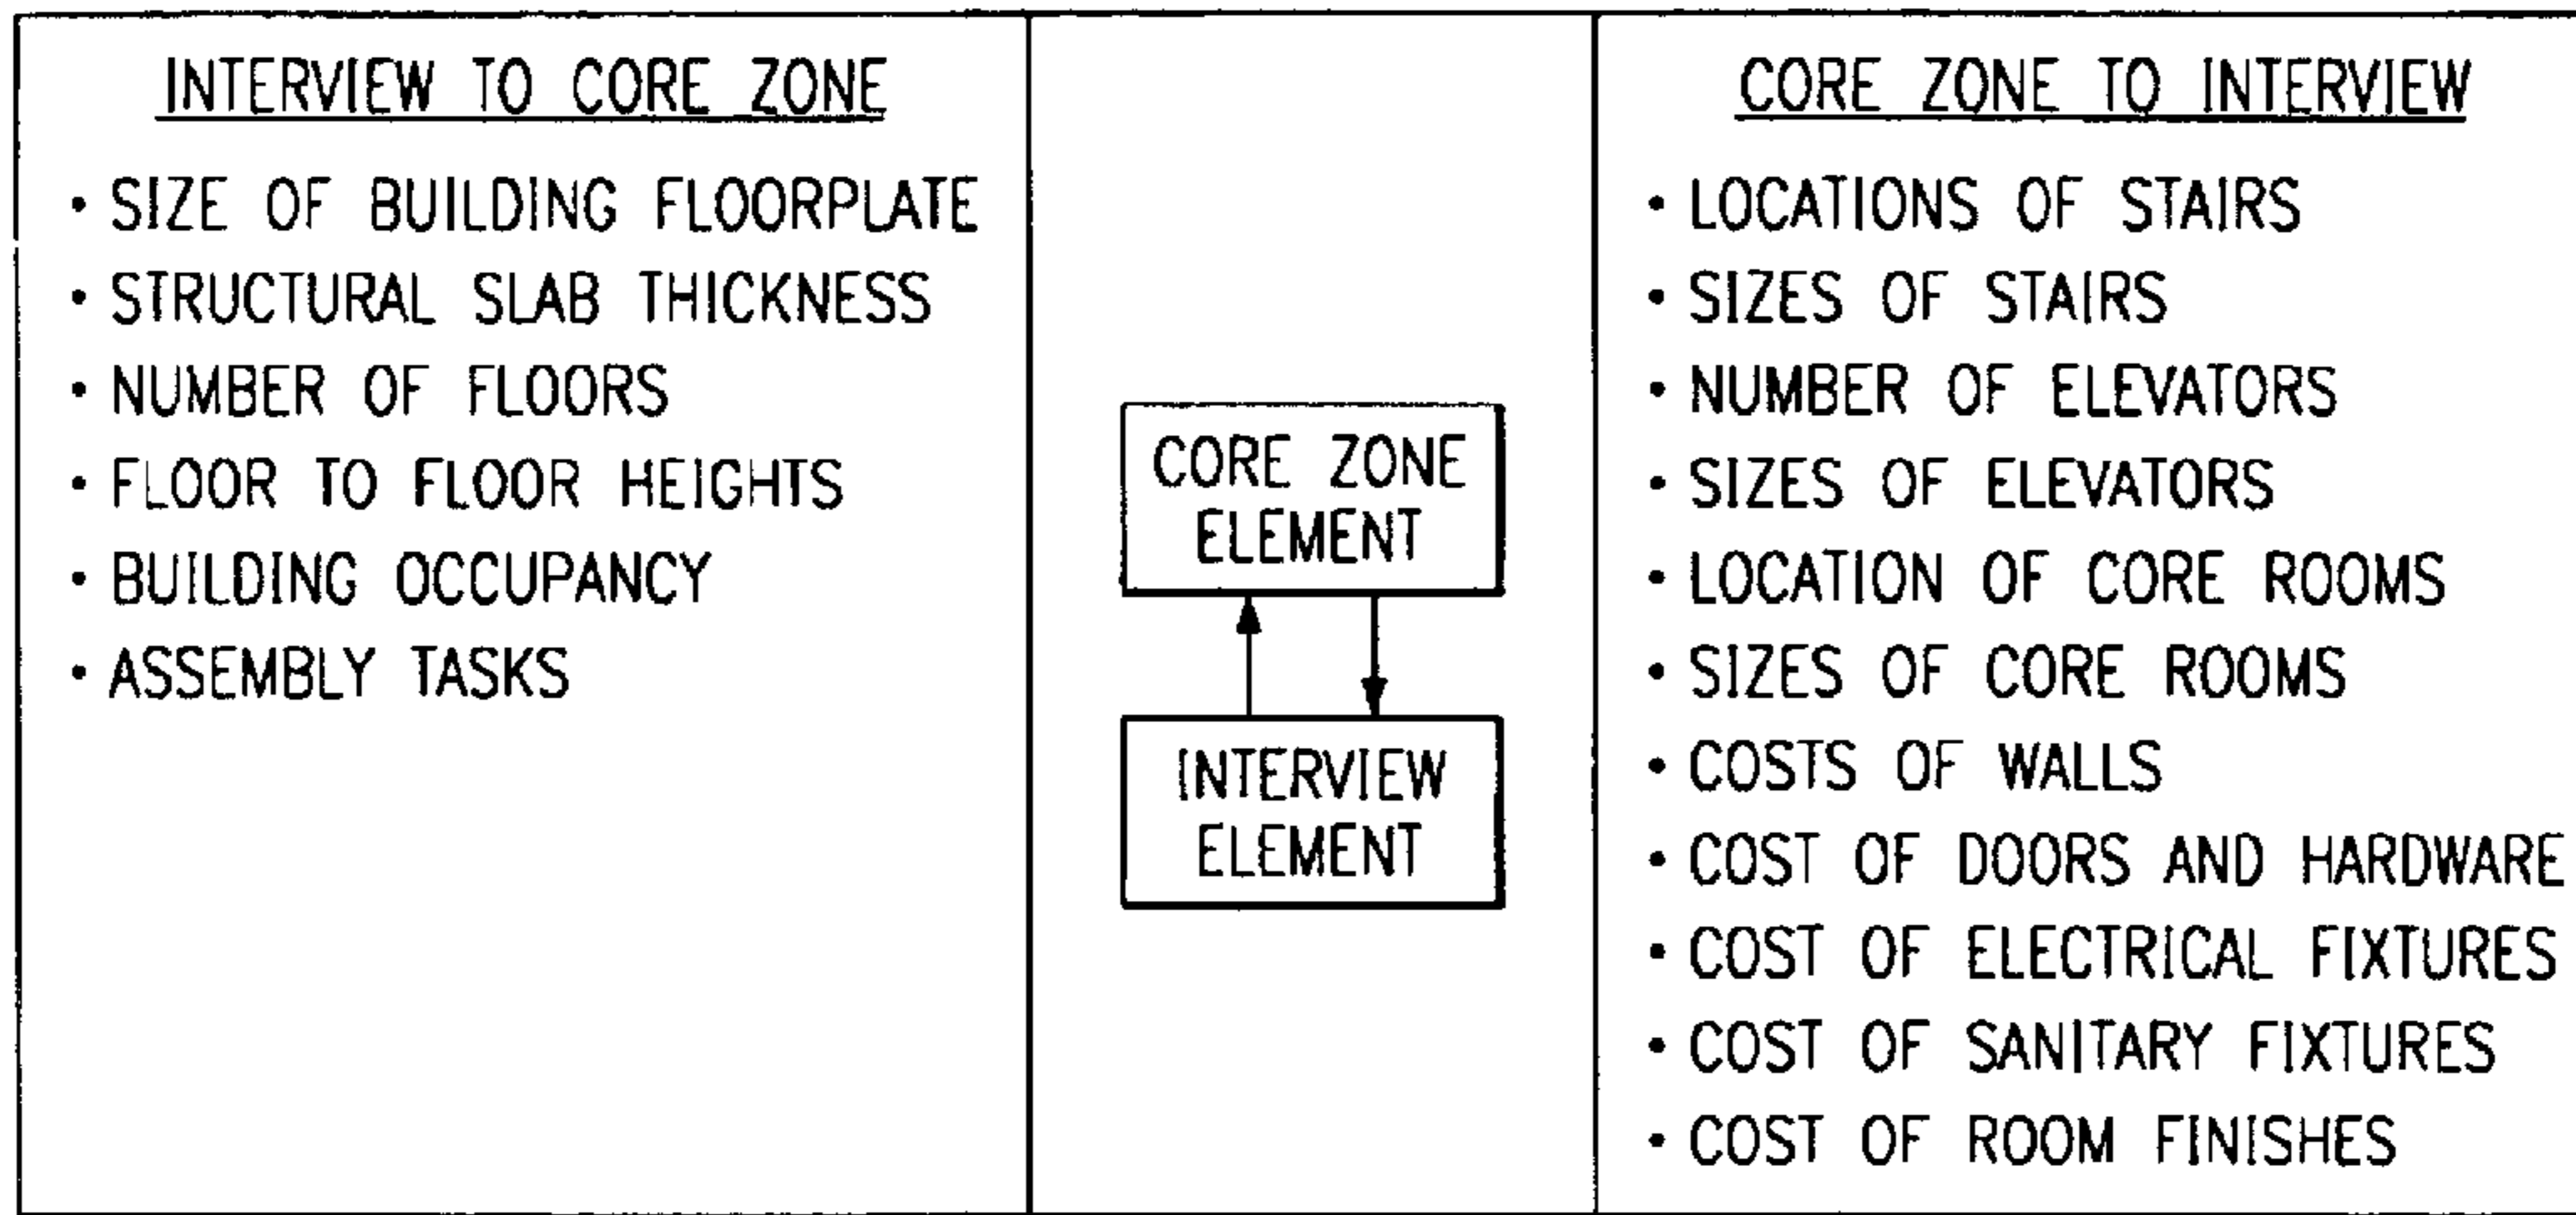 INTERVIEW TO CORE ZONE
• SIZE OF BUILDING FLOORPLATE
• STRUCTURAL SLAB THICKNESS
• NUMBER OF FLOORS
• FLOOR TO FLOOR HEIGHTS
• BUILDING OCCUPANCY
• ASSEMBLY TASKS
CORE ZONE
ELEMENT
INTERVIEW
ELEMENT
CORE ZONE TO INTERVIEW
• LOCATIONS OF STAIRS
• SIZES OF STAIRS
• NUMBER OF ELEVATORS
• SIZES OF ELEVATORS
• LOCATION OF CORE ROOMS
• SIZES OF CORE ROOMS
• COSTS OF WALLS
• COST OF DOORS AND HARDWARE
• COST OF ELECTRICAL FIXTURES
• COST OF SANITARY FIXTURES
• COST OF ROOM FINISHES